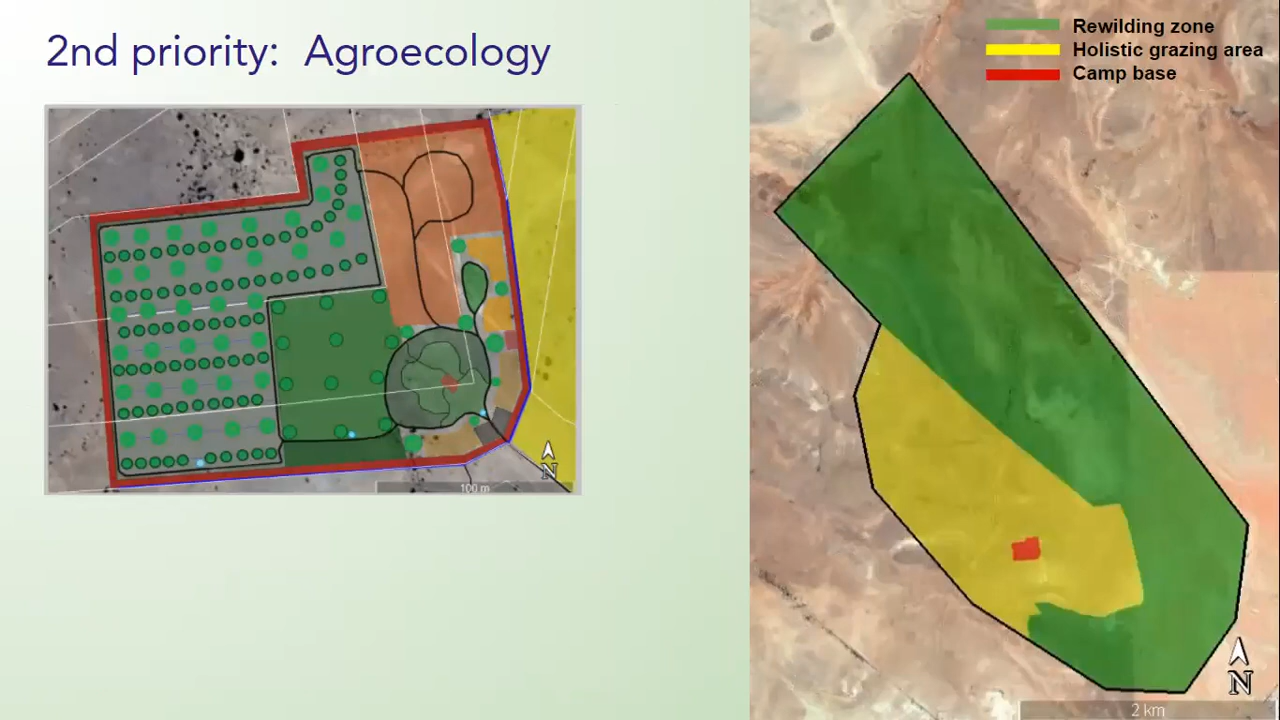 2nd priority: Agroecology
N
100 m
Rewilding zone
Holistic grazing area
Camp base
N
2 km